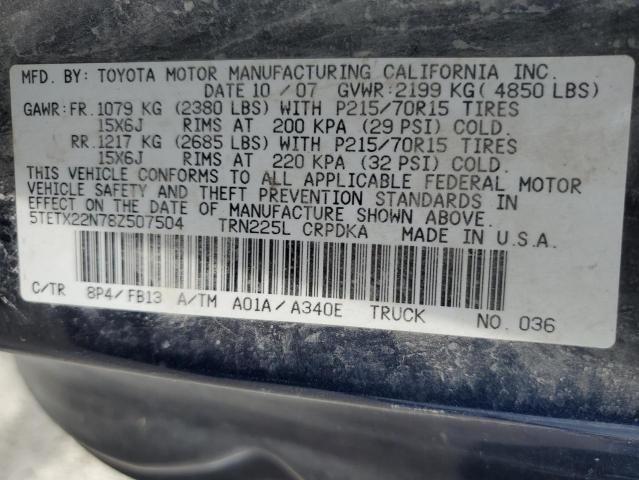 MFD. BY: TOYOTA MOTOR MANUFACTURING CALIFORNIA INC.
DATE 10 / 07 GVWR: 2199 KG( 4850 LBS)
GAWR: FR. 1079 KG (2380 LBS) WITH P215/70R15 TIRES
15X6J RIMS AT 200 KPA (29 PSI) COLD.
RR. 1217 KG (2685 LBS) WITH P215/70R15 TIRES
15X6J RIMS AT 220 KPA (32 PSI) COLD.
THIS VEHICLE CONFORMS TO ALL APPLICABLE FEDERAL MOTOR
VEHICLE SAFETY AND THEFT PREVENTION STANDARDS IN
EFFECT ON THE DATE OF MANUFACTURE SHOWN ABOVE.
5TETX22N78Z507504 TRN225L CRPDKA MADE IN U.S.A.
C/TR 8P4/FB13 A/TM A01A/A340E TRUCK NO. 036